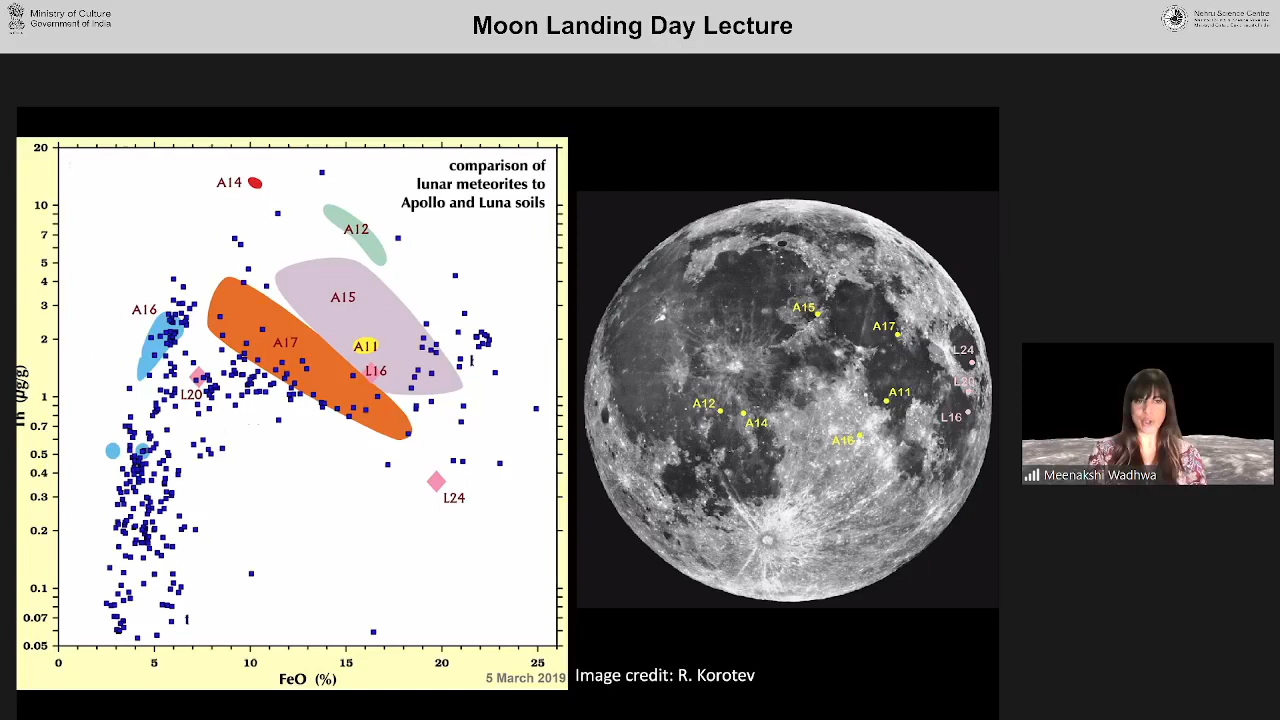 Ministry of Culture
Government of India
Moon Landing Day Lecture
Nehru Science Centre
comparison of
lunar meteorites to
Apollo and Luna soils
A14
A12
A15
A16
A17
A11
L16
L20
L24
20
10
7
5
4
3
2
1
0.7
0.5
0.4
0.3
0.2
0.1
0.07
0.05
0
5
10
15
20
25
FeO (%)
5 March 2019
A15
A17
L24
L20
A11
A12
L16
A14
A16
Image credit: R. Korotev
Meenakshi Wadhwa